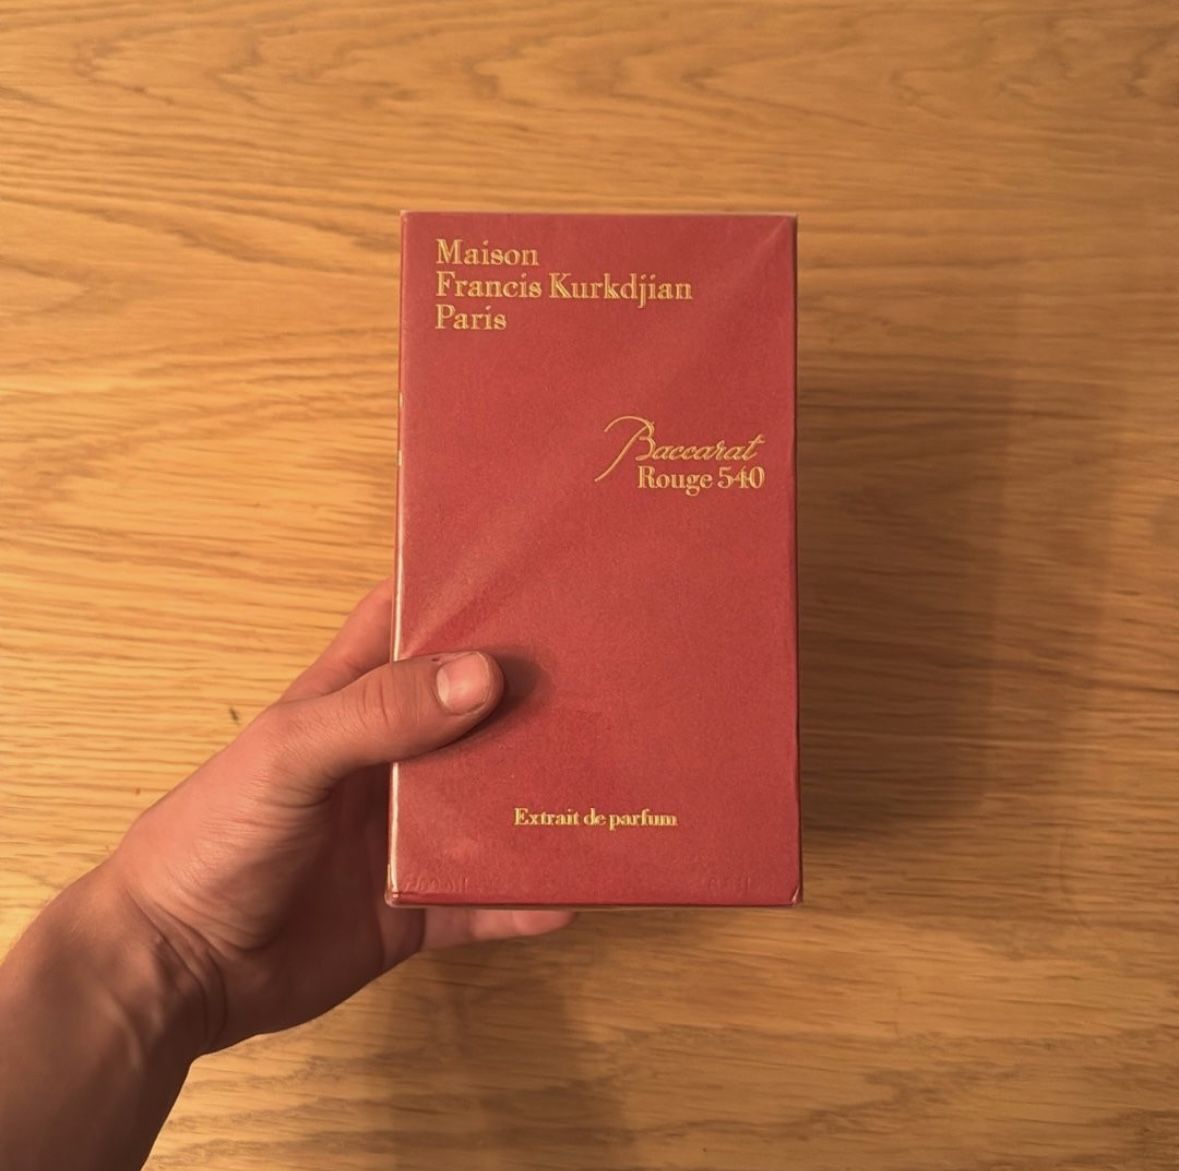 Maison
Francis Kurkdjian
Paris
Baccarat
Rouge 540
Extrait de parfum